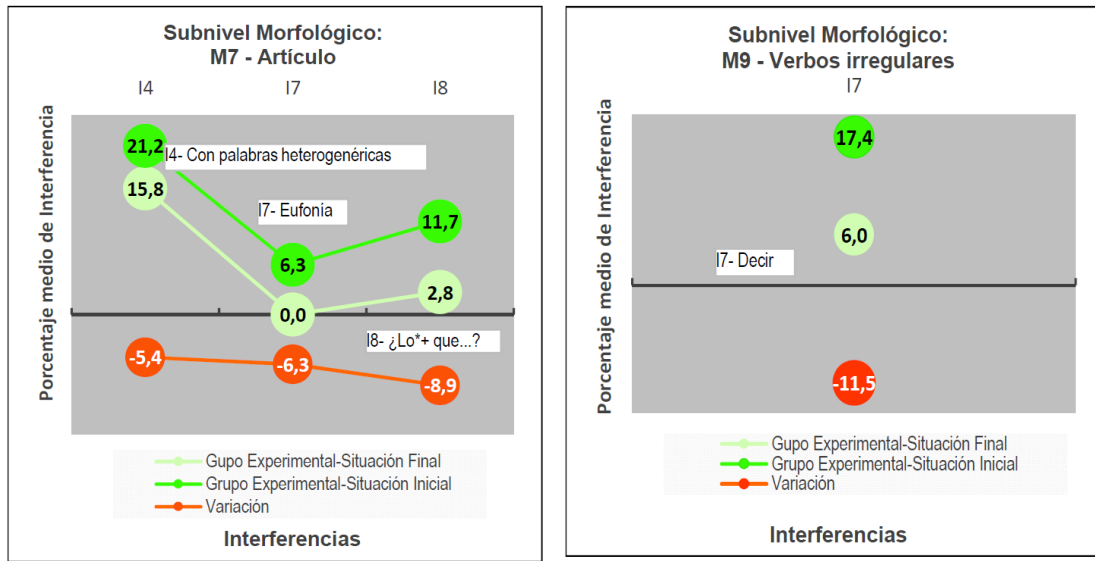 Subnivel Morfológico:
M7 - Artículo
I4 I7 I8
Porcentaje medio de Interferencia
21,2
I4- Con palabras heterogenéricas
15,8
I7- Eufonía
11,7
6,3
2,8
0,0
I8- ¿Lo*+ que...?
-5,4
-6,3
-8,9
Gupo Experimental-Situación Final
Grupo Experimental-Situación Inicial
Variación
Interferencias
Subnivel Morfológico:
M9 - Verbos irregulares
I7
Porcentaje medio de Interferencia
17,4
6,0
I7- Decir
-11,5
Gupo Experimental-Situación Final
Grupo Experimental-Situación Inicial
Variación
Interferencias